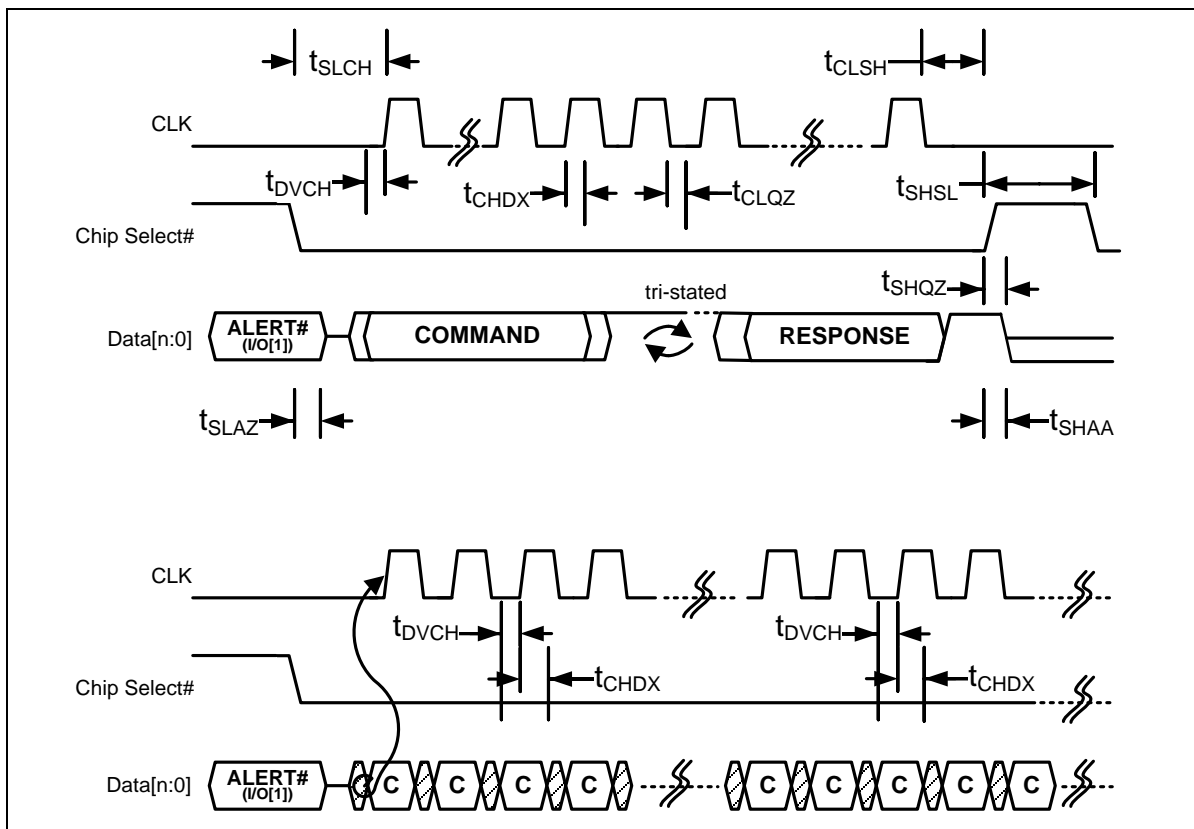 tSLCH
tCLSH
CLK
tDVCH
tCHDX
tCLQZ
tSHSL
Chip Select#
tSHQZ
tri-stated
Data[n:0]
ALERT#
(I/O[1])
COMMAND
RESPONSE
tSLAZ
tSHAA
CLK
tDVCH
tDVCH
tCHDX
tCHDX
Chip Select#
Data[n:0]
ALERT#
(I/O[1])
C C C C C C C C C